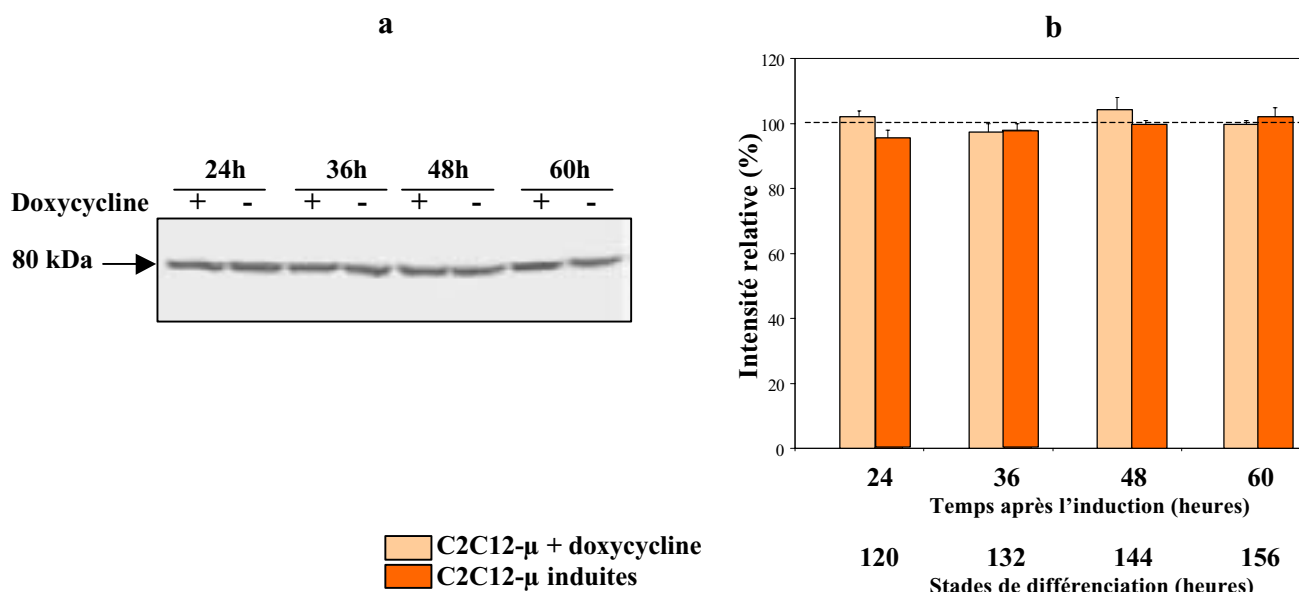 a
24h 36h 48h 60h
Doxycycline + - + - + - + -
80 kDa
b
Intensité relative (%)
120
100
80
60
40
20
0
24 36 48 60
Temps après l'induction (heures)
120 132 144 156
Stades de différenciation (heures)
C2C12-µ + doxycycline
C2C12-µ induites